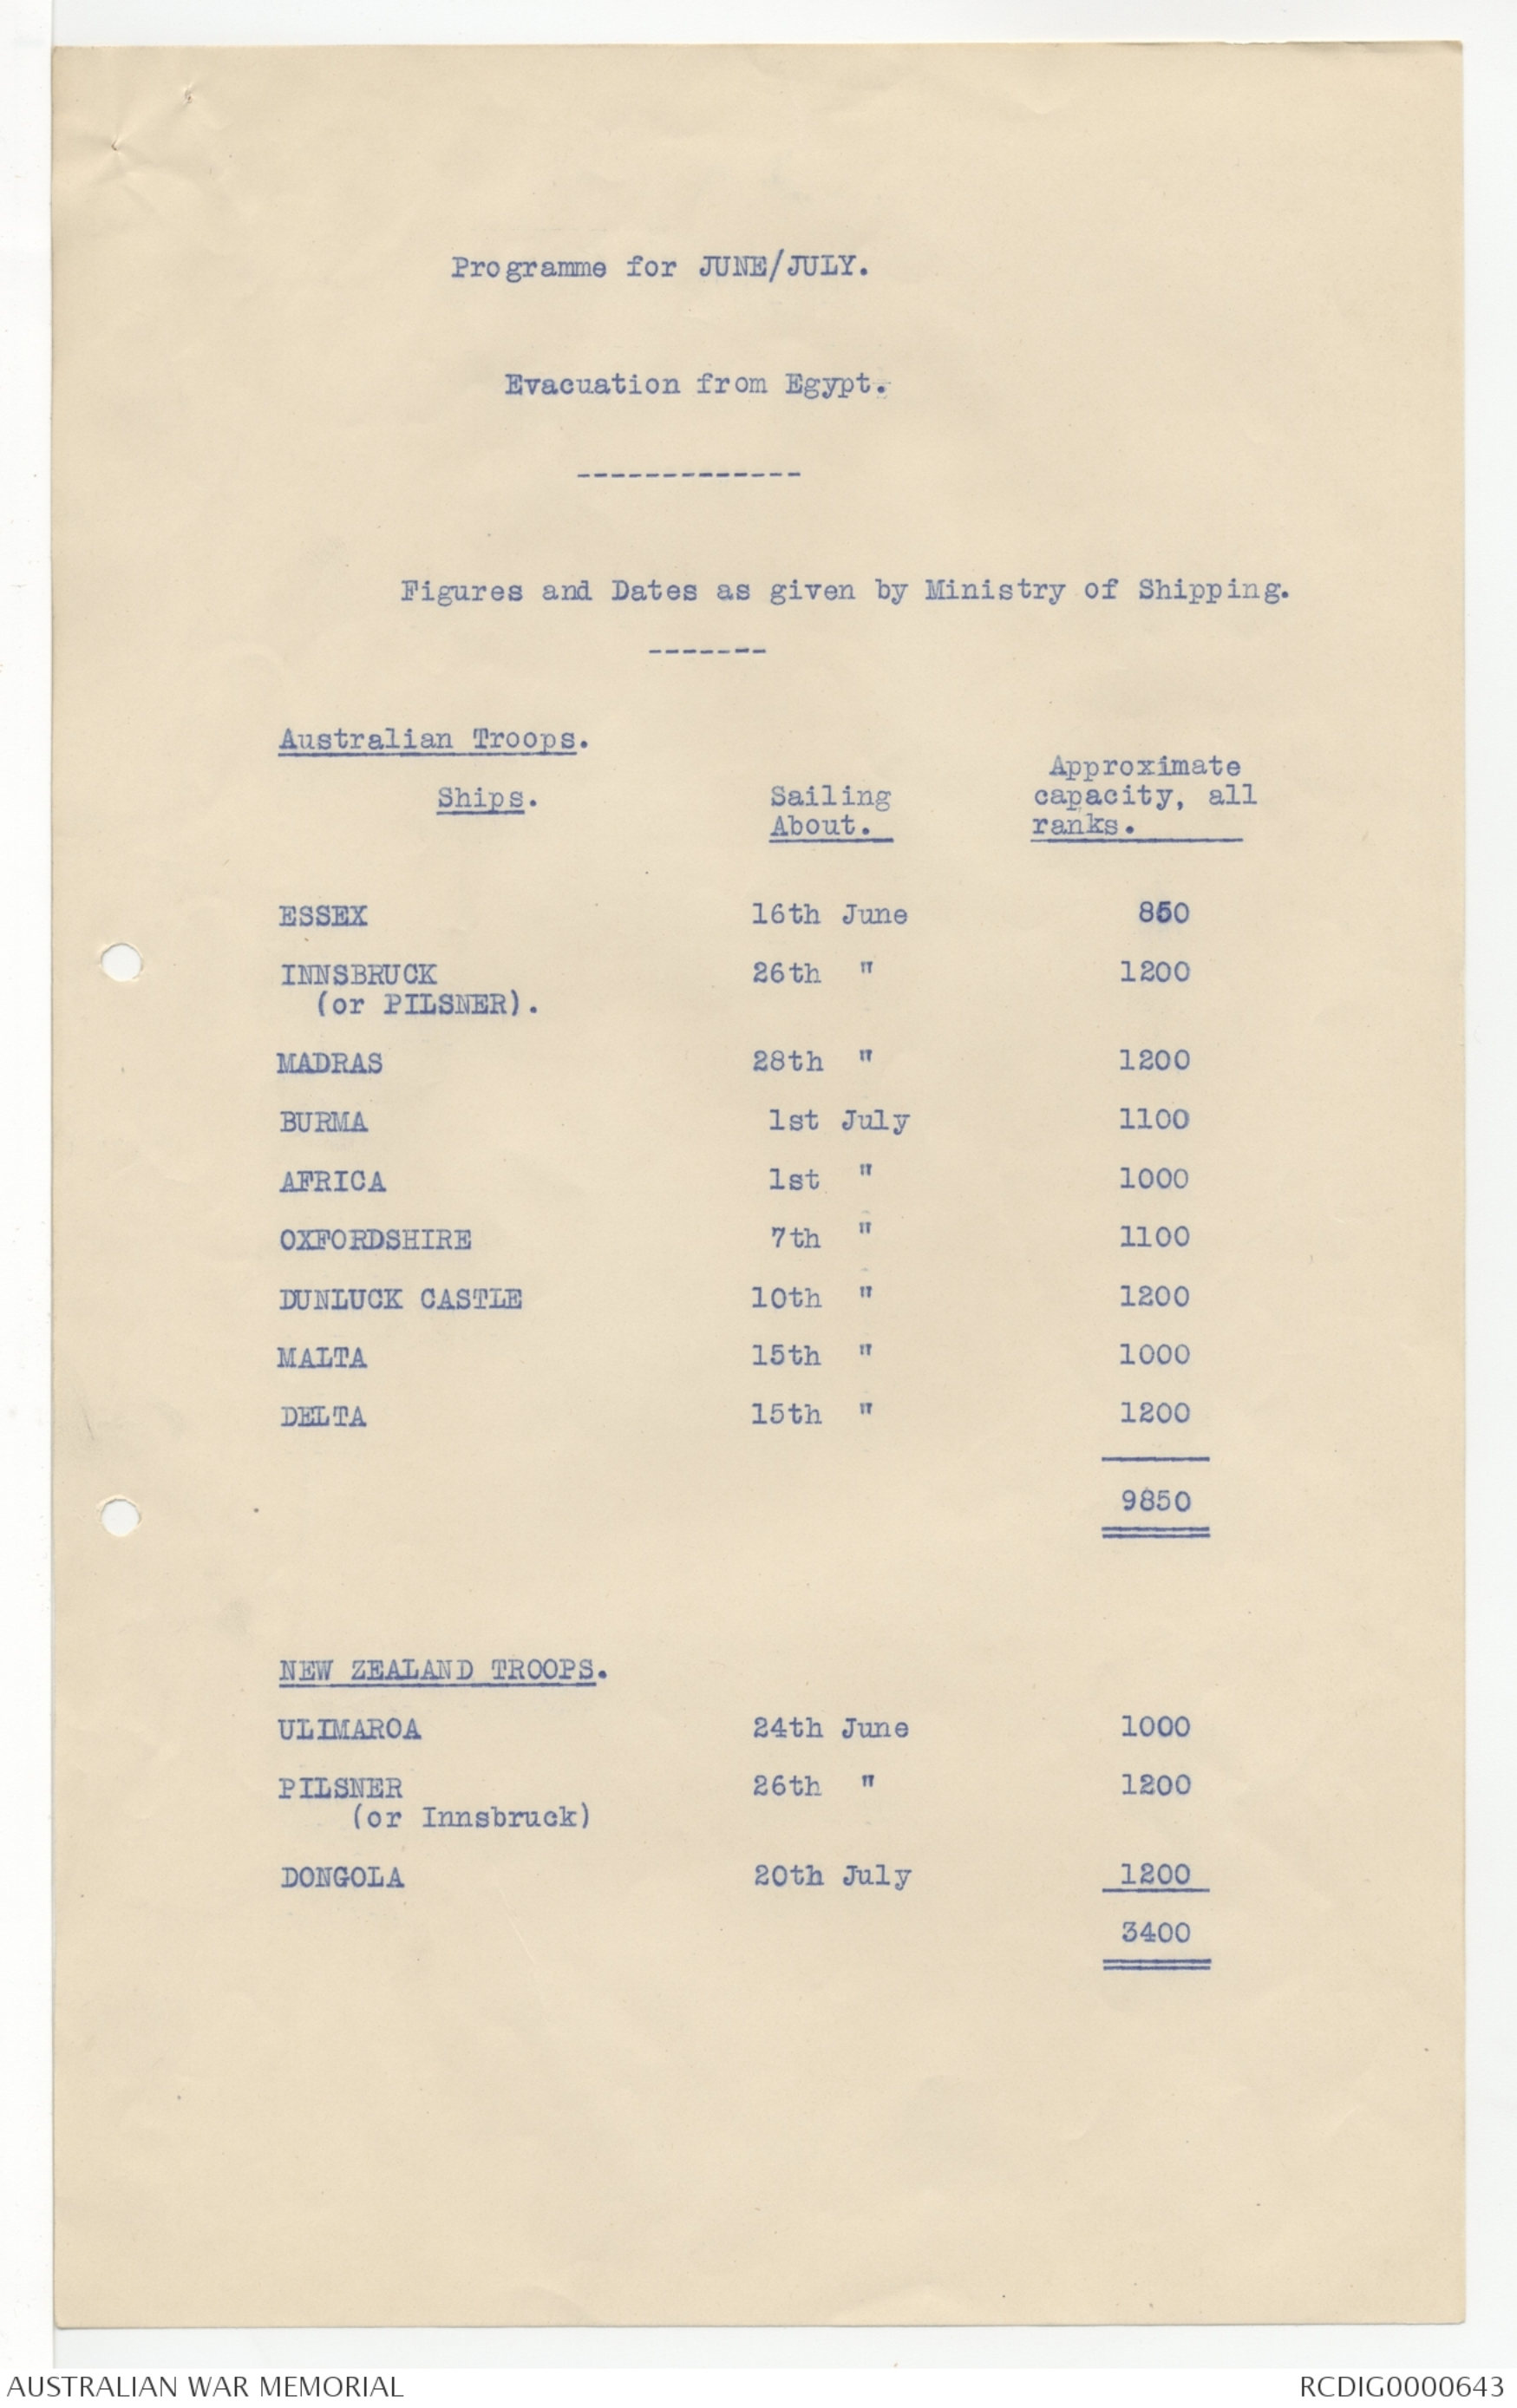 Programme for JUNE/JULY.
Evacuation from Egypt.
-------------
Figures and Dates as given by Ministry of Shipping.
-------
Australian Troops.
Ships. Sailing About. Approximate capacity, all ranks.
ESSEX 16th June 850
INNSBRUCK 26th " 1200
(or PILSNER).
MADRAS 28th " 1200
BURMA 1st July 1100
AFRICA 1st " 1000
OXFORDSHIRE 7th " 1100
DUNLUCK CASTLE 10th " 1200
MALTA 15th " 1000
DELTA 15th " 1200
9850
NEW ZEALAND TROOPS.
ULIMAROA 24th June 1000
PILSNER 26th " 1200
(or Innsbruck)
DONGOLA 20th July 1200
3400
AUSTRALIAN WAR MEMORIAL RCDIG0000643